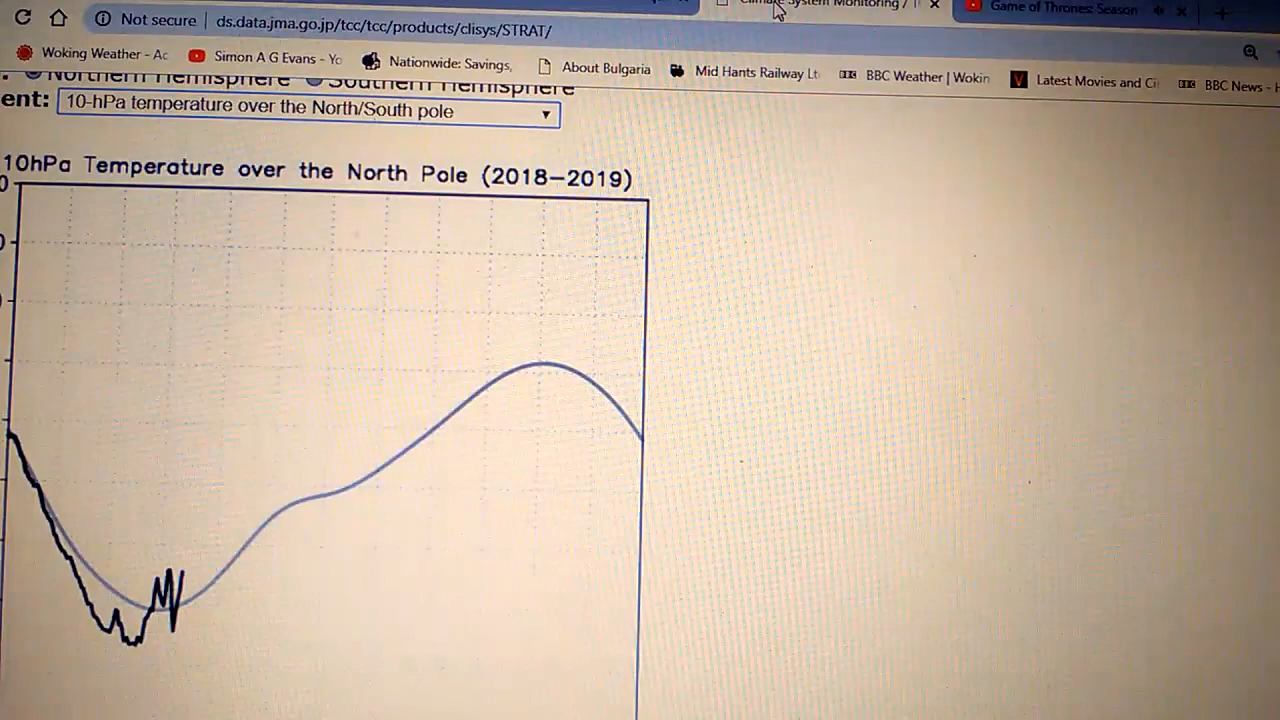 Climate System Monitoring /
Game of Thrones: Season
Not secure
ds.data.jma.go.jp/tcc/tcc/products/clisys/STRAT/
Woking Weather - Ac
Simon A G Evans - Yo
Nationwide: Savings,
About Bulgaria
Mid Hants Railway Lt
BBC Weather | Wokin
Latest Movies and Ci
BBC News - H
Northern Hemisphere Southern Hemisphere
ent: 10-hPa temperature over the North/South pole
10hPa Temperature over the North Pole (2018-2019)
0
0